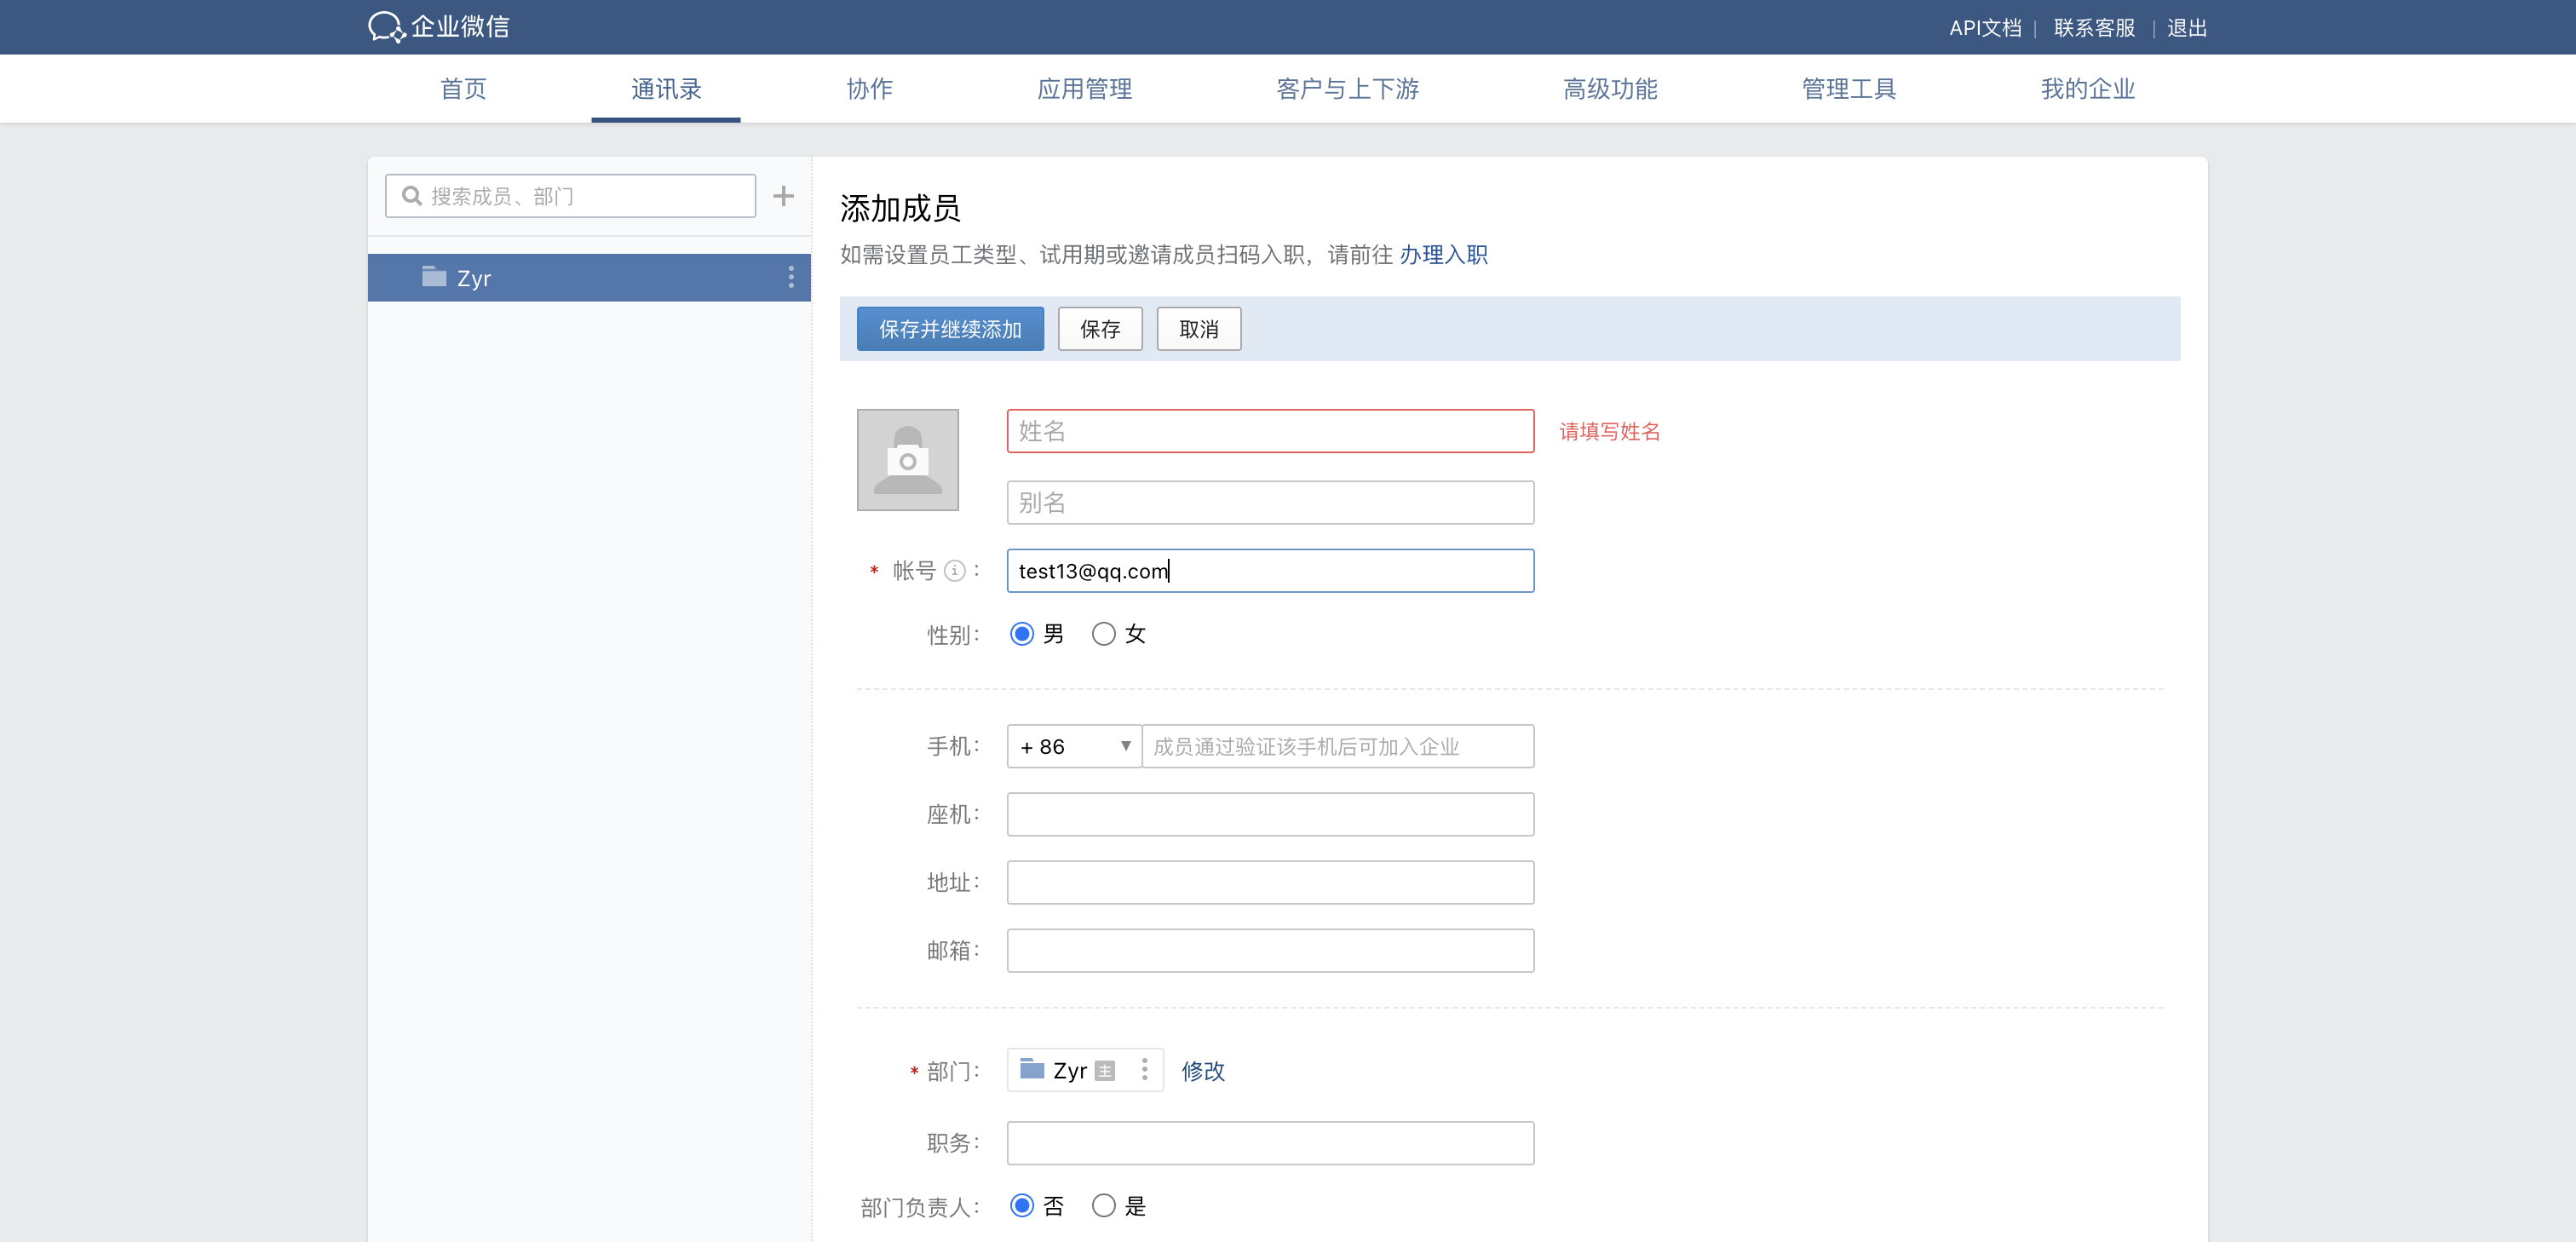 企业微信
API文档 | 联系客服 | 退出
首页 通讯录 协作 应用管理 客户与上下游 高级功能 管理工具 我的企业
搜索成员、部门
Zyr
添加成员
如需设置员工类型、试用期或邀请成员扫码入职，请前往 办理入职
保存并继续添加 保存 取消
姓名 请填写姓名
别名
* 帐号 : test13@qq.com
性别: 男 女
手机: + 86 成员通过验证该手机后可加入企业
座机:
地址:
邮箱:
* 部门: Zyr 主 修改
职务:
部门负责人: 否 是